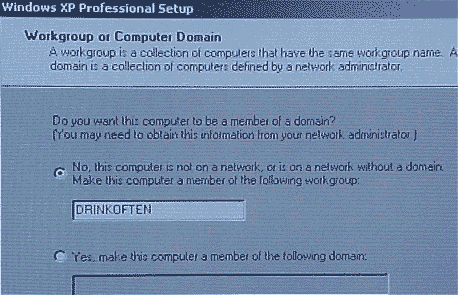 Windows XP Professional Setup
Workgroup or Computer Domain
A workgroup is a collection of computers that have the same workgroup name. A
domain is a collection of computers defined by a network administrator.
Do you want this computer to be a member of a domain?
(You may need to obtain this information from your network administrator.)
No, this computer is not on a network, or is on a network without a domain.
Make this computer a member of the following workgroup:
DRINKOFTEN
Yes, make this computer a member of the following domain: